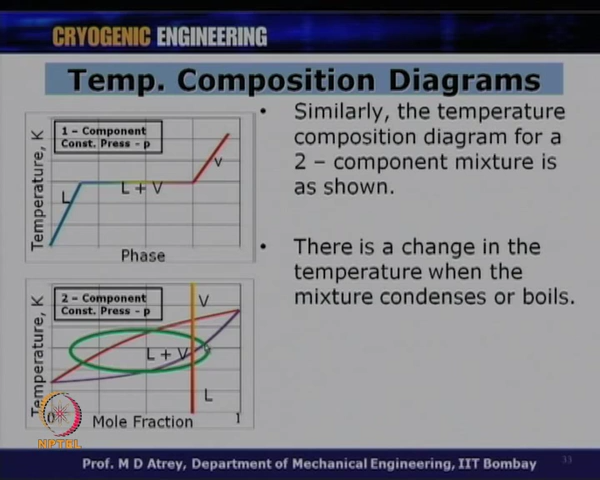 CRYOGENIC ENGINEERING
Temp. Composition Diagrams
1 – Component
Const. Press - p
Temperature, K
L
L + V
V
Phase
2 – Component
Const. Press - p
Temperature, K
V
L + V
L
0
Mole Fraction
1
NPTEL
• Similarly, the temperature
composition diagram for a
2 – component mixture is
as shown.
• There is a change in the
temperature when the
mixture condenses or boils.
Prof. M D Atrey, Department of Mechanical Engineering, IIT Bombay
33